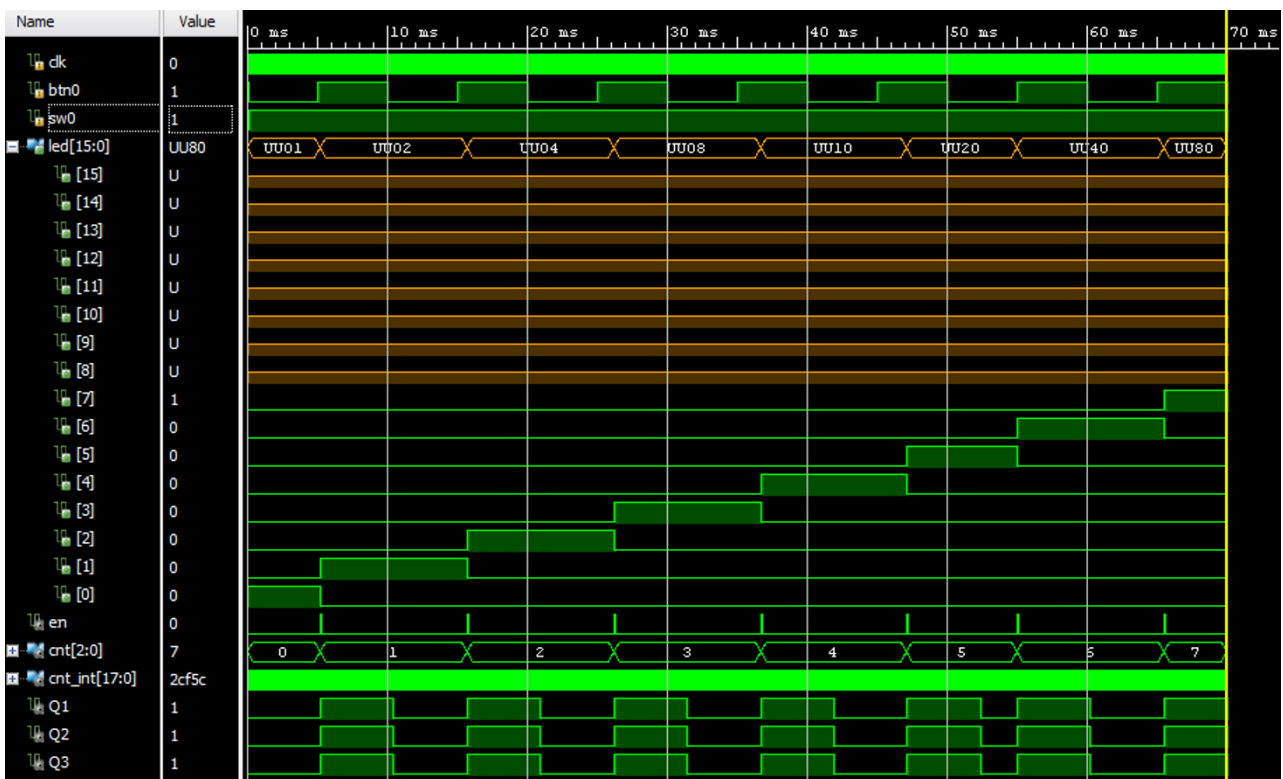 Name Value 0 ms 10 ms 20 ms 30 ms 40 ms 50 ms 60 ms 70 ms
clk 0
btn0 1
sw0 1
led[15:0] UU80 UU01 UU02 UU04 UU08 UU10 UU20 UU40 UU80
[15] U
[14] U
[13] U
[12] U
[11] U
[10] U
[9] U
[8] U
[7] 1
[6] 0
[5] 0
[4] 0
[3] 0
[2] 0
[1] 0
[0] 0
en 0
cnt[2:0] 7 0 1 2 3 4 5 6 7
cnt_int[17:0] 2cf5c
Q1 1
Q2 1
Q3 1